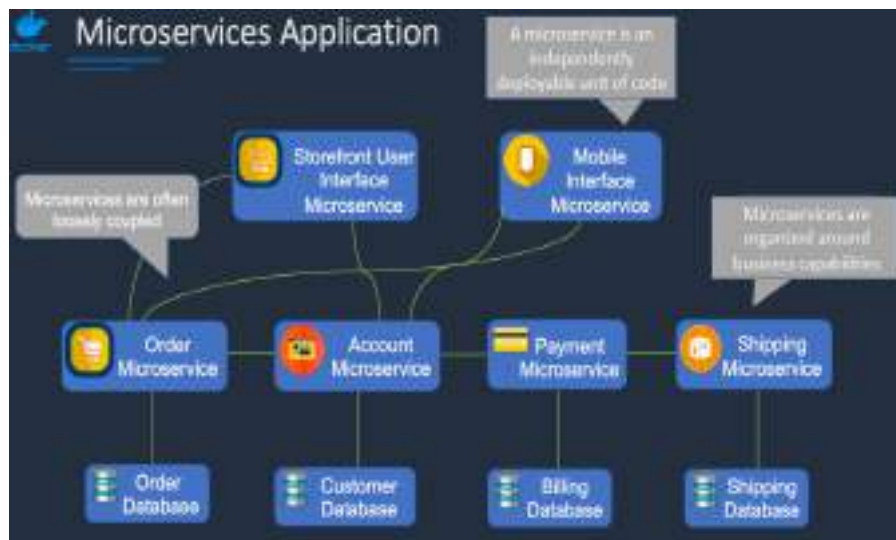 Microservices Application
A microservice is an
independently
deployable unit of code
Storefront User
Interface
Microservice
Mobile
Interface
Microservice
Microservices are often
loosely coupled
Microservices are
organized around
business capabilities
Order
Microservice
Account
Microservice
Payment
Microservice
Shipping
Microservice
Order
Database
Customer
Database
Billing
Database
Shipping
Database